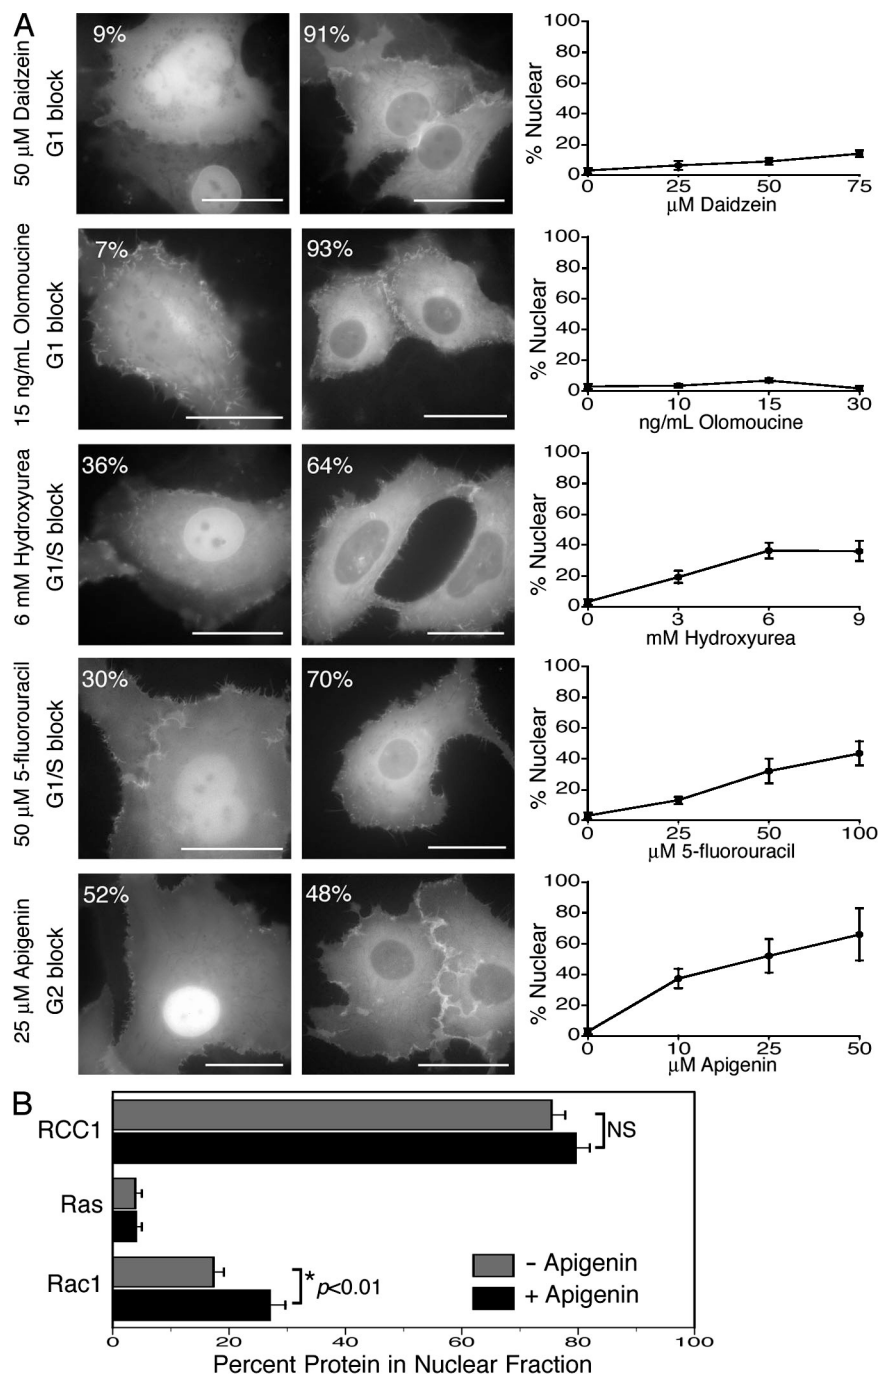 A
50 μM Daidzein
G1 block
9%
91%
% Nuclear
100
80
60
40
20
0
0 25 50 75
μM Daidzein
15 ng/mL Olomoucine
G1 block
7%
93%
% Nuclear
100
80
60
40
20
0
0 10 15 30
ng/mL Olomoucine
6 mM Hydroxyurea
G1/S block
36%
64%
% Nuclear
100
80
60
40
20
0
0 3 6 9
mM Hydroxyurea
50 μM 5-fluorouracil
G1/S block
30%
70%
% Nuclear
100
80
60
40
20
0
0 25 50 100
μM 5-fluorouracil
25 μM Apigenin
G2 block
52%
48%
% Nuclear
100
80
60
40
20
0
0 10 25 50
μM Apigenin
B
RCC1
NS
Ras
Rac1
* p<0.01
- Apigenin
+ Apigenin
0 20 40 60 80 100
Percent Protein in Nuclear Fraction